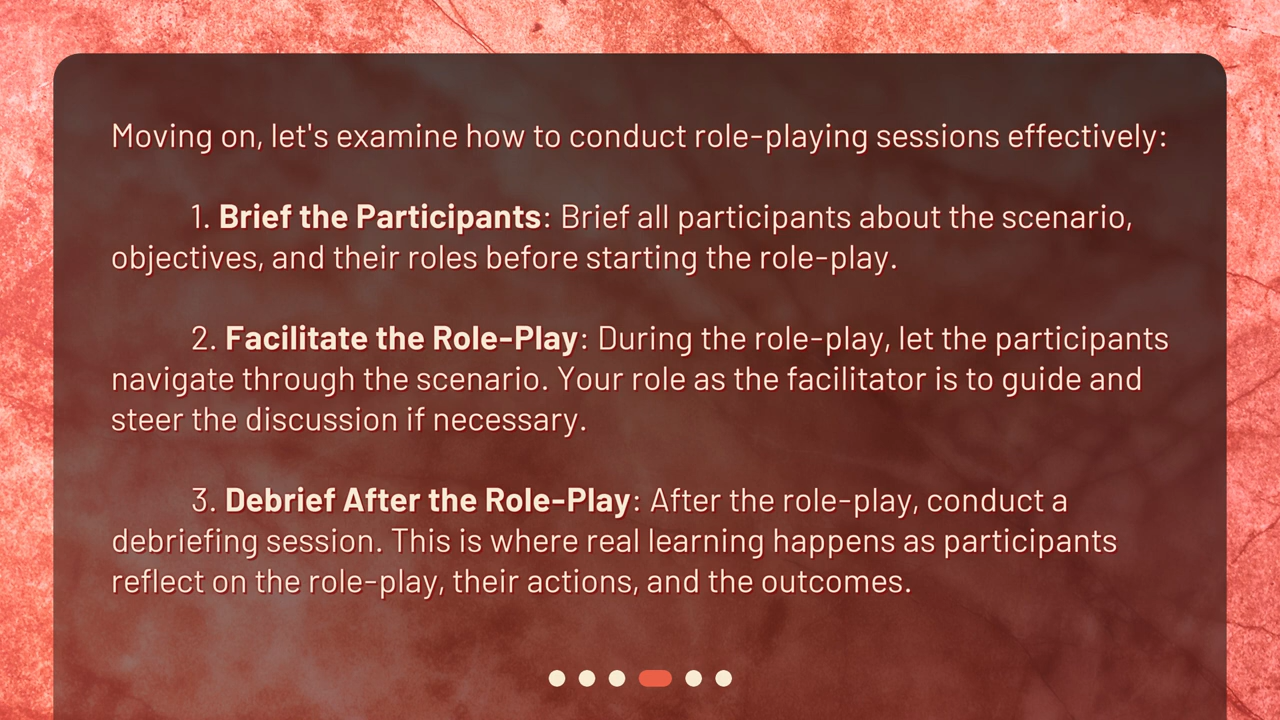 Moving on, let's examine how to conduct role-playing sessions effectively:
1. Brief the Participants: Brief all participants about the scenario,
objectives, and their roles before starting the role-play.
2. Facilitate the Role-Play: During the role-play, let the participants
navigate through the scenario. Your role as the facilitator is to guide and
steer the discussion if necessary.
3. Debrief After the Role-Play: After the role-play, conduct a
debriefing session. This is where real learning happens as participants
reflect on the role-play, their actions, and the outcomes.